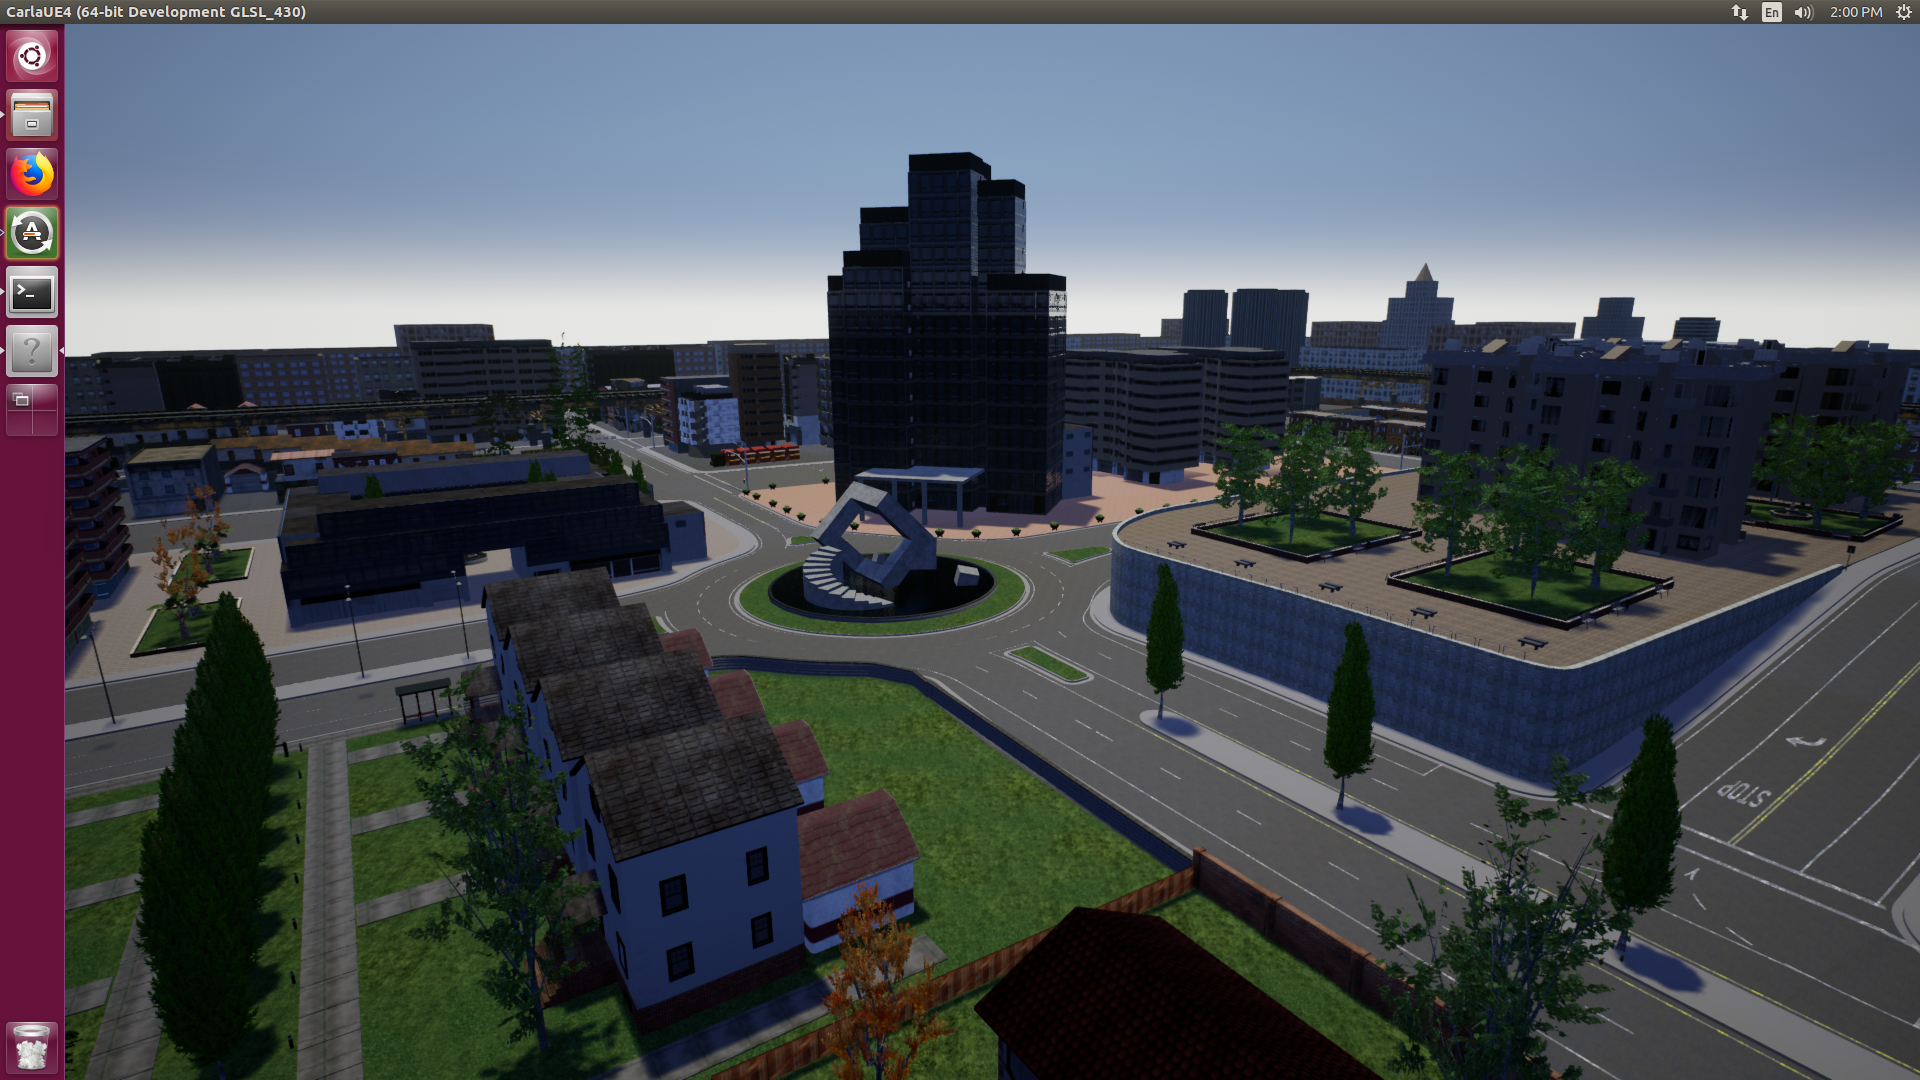 CarlaUE4 (64-bit Development GLSL_430)
En
2:00 PM
STOP